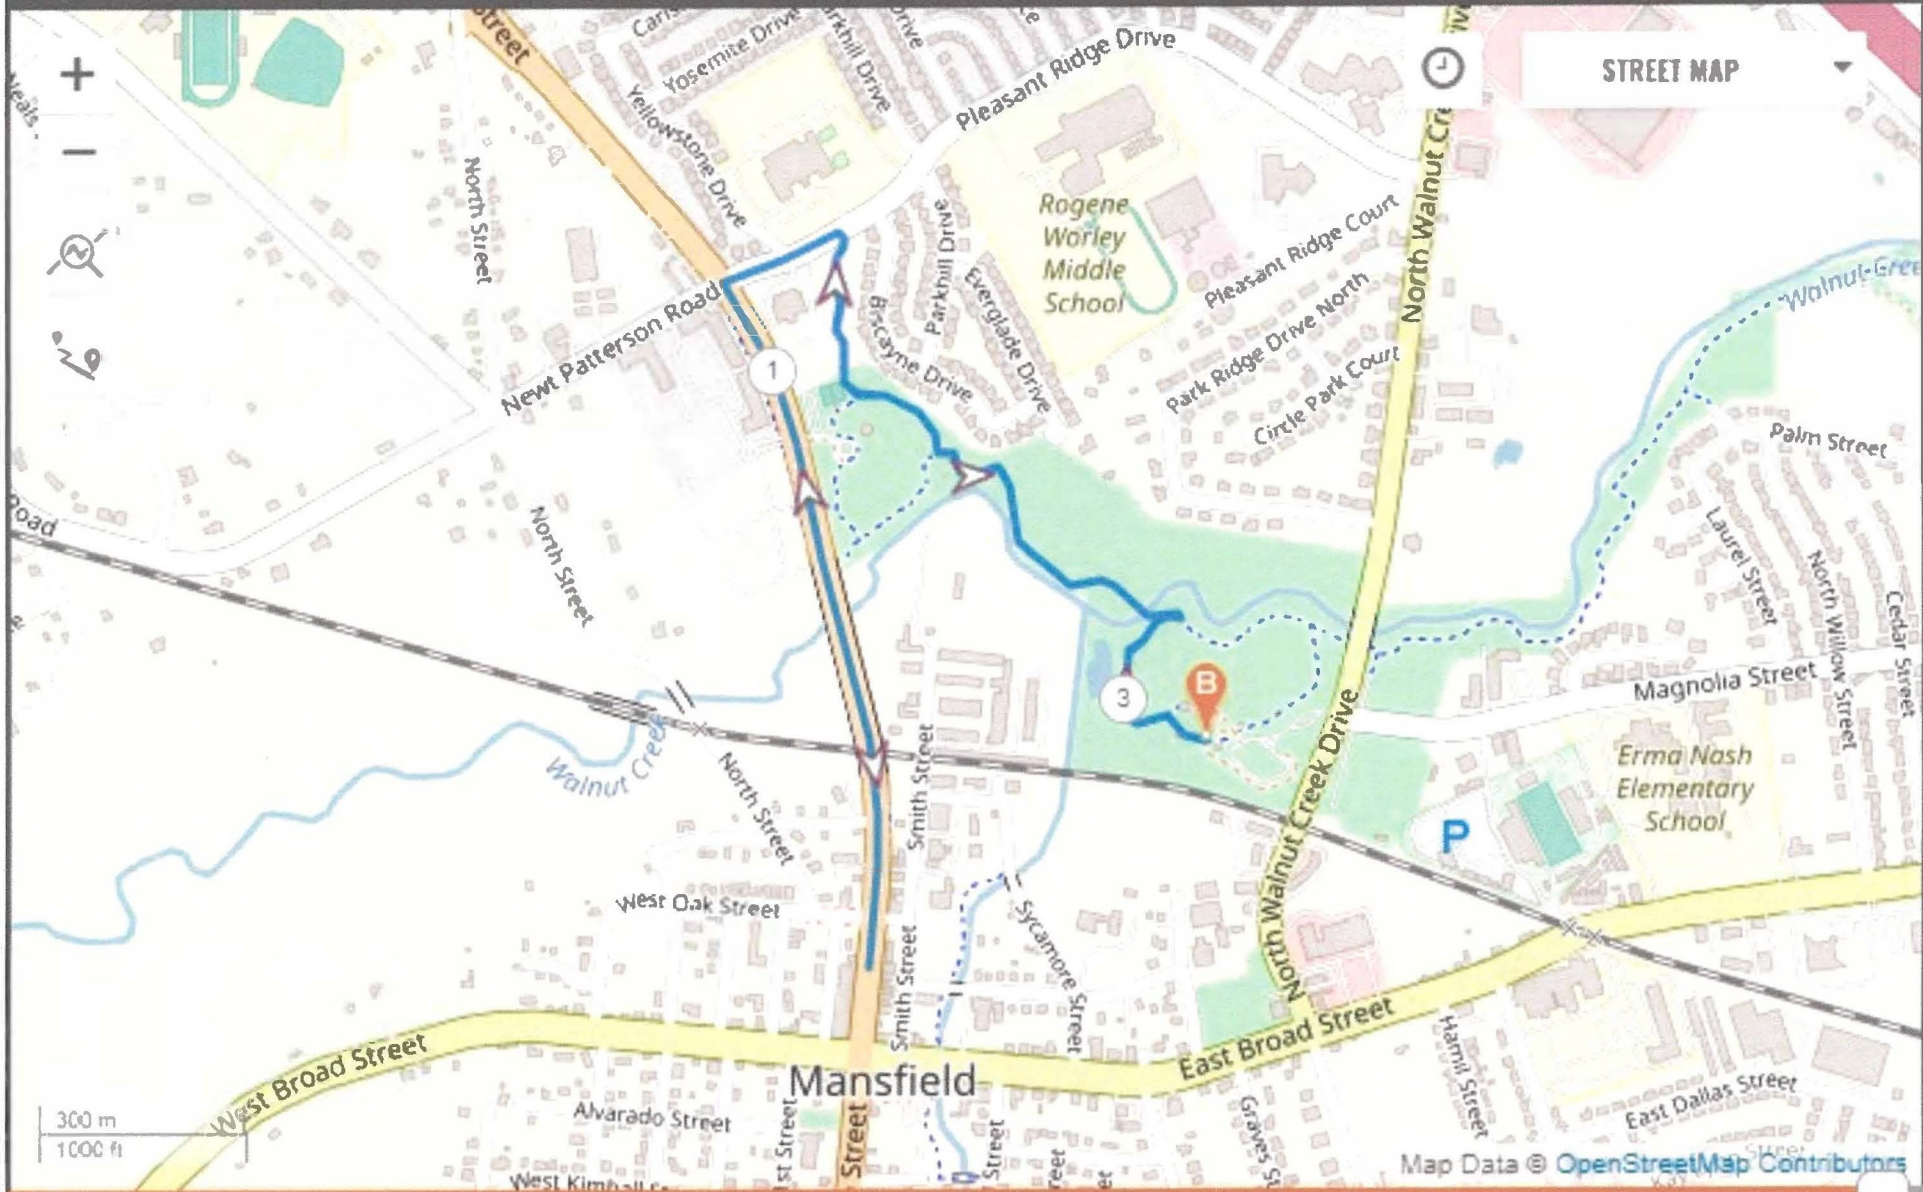 Street
Yosemite Drive
Drive
Pleasant Ridge Drive
STREET MAP
+
−
Yellowstone Drive
North Street
Rogene
Worley
Middle
School
Parkhill Drive
Everglade Drive
Biscayne Drive
Pleasant Ridge Court
Park Ridge Drive North
Circle Park Court
North Walnut
Newt Patterson Road
1
Palm Street
Road
North Street
Laurel Street
North Willow Street
Cedar Street
3
B
Magnolia Street
Walnut Creek
North Street
Smith Street
North Walnut Creek Drive
Erma Nash
Elementary
School
P
West Oak Street
Sycamore Street
Smith Street
West Broad Street
East Broad Street
Mansfield
Hamil Street
East Dallas Street
Alvarado Street
Street
Street
300 m
1000 ft
Map Data © OpenStreetMap Contributors